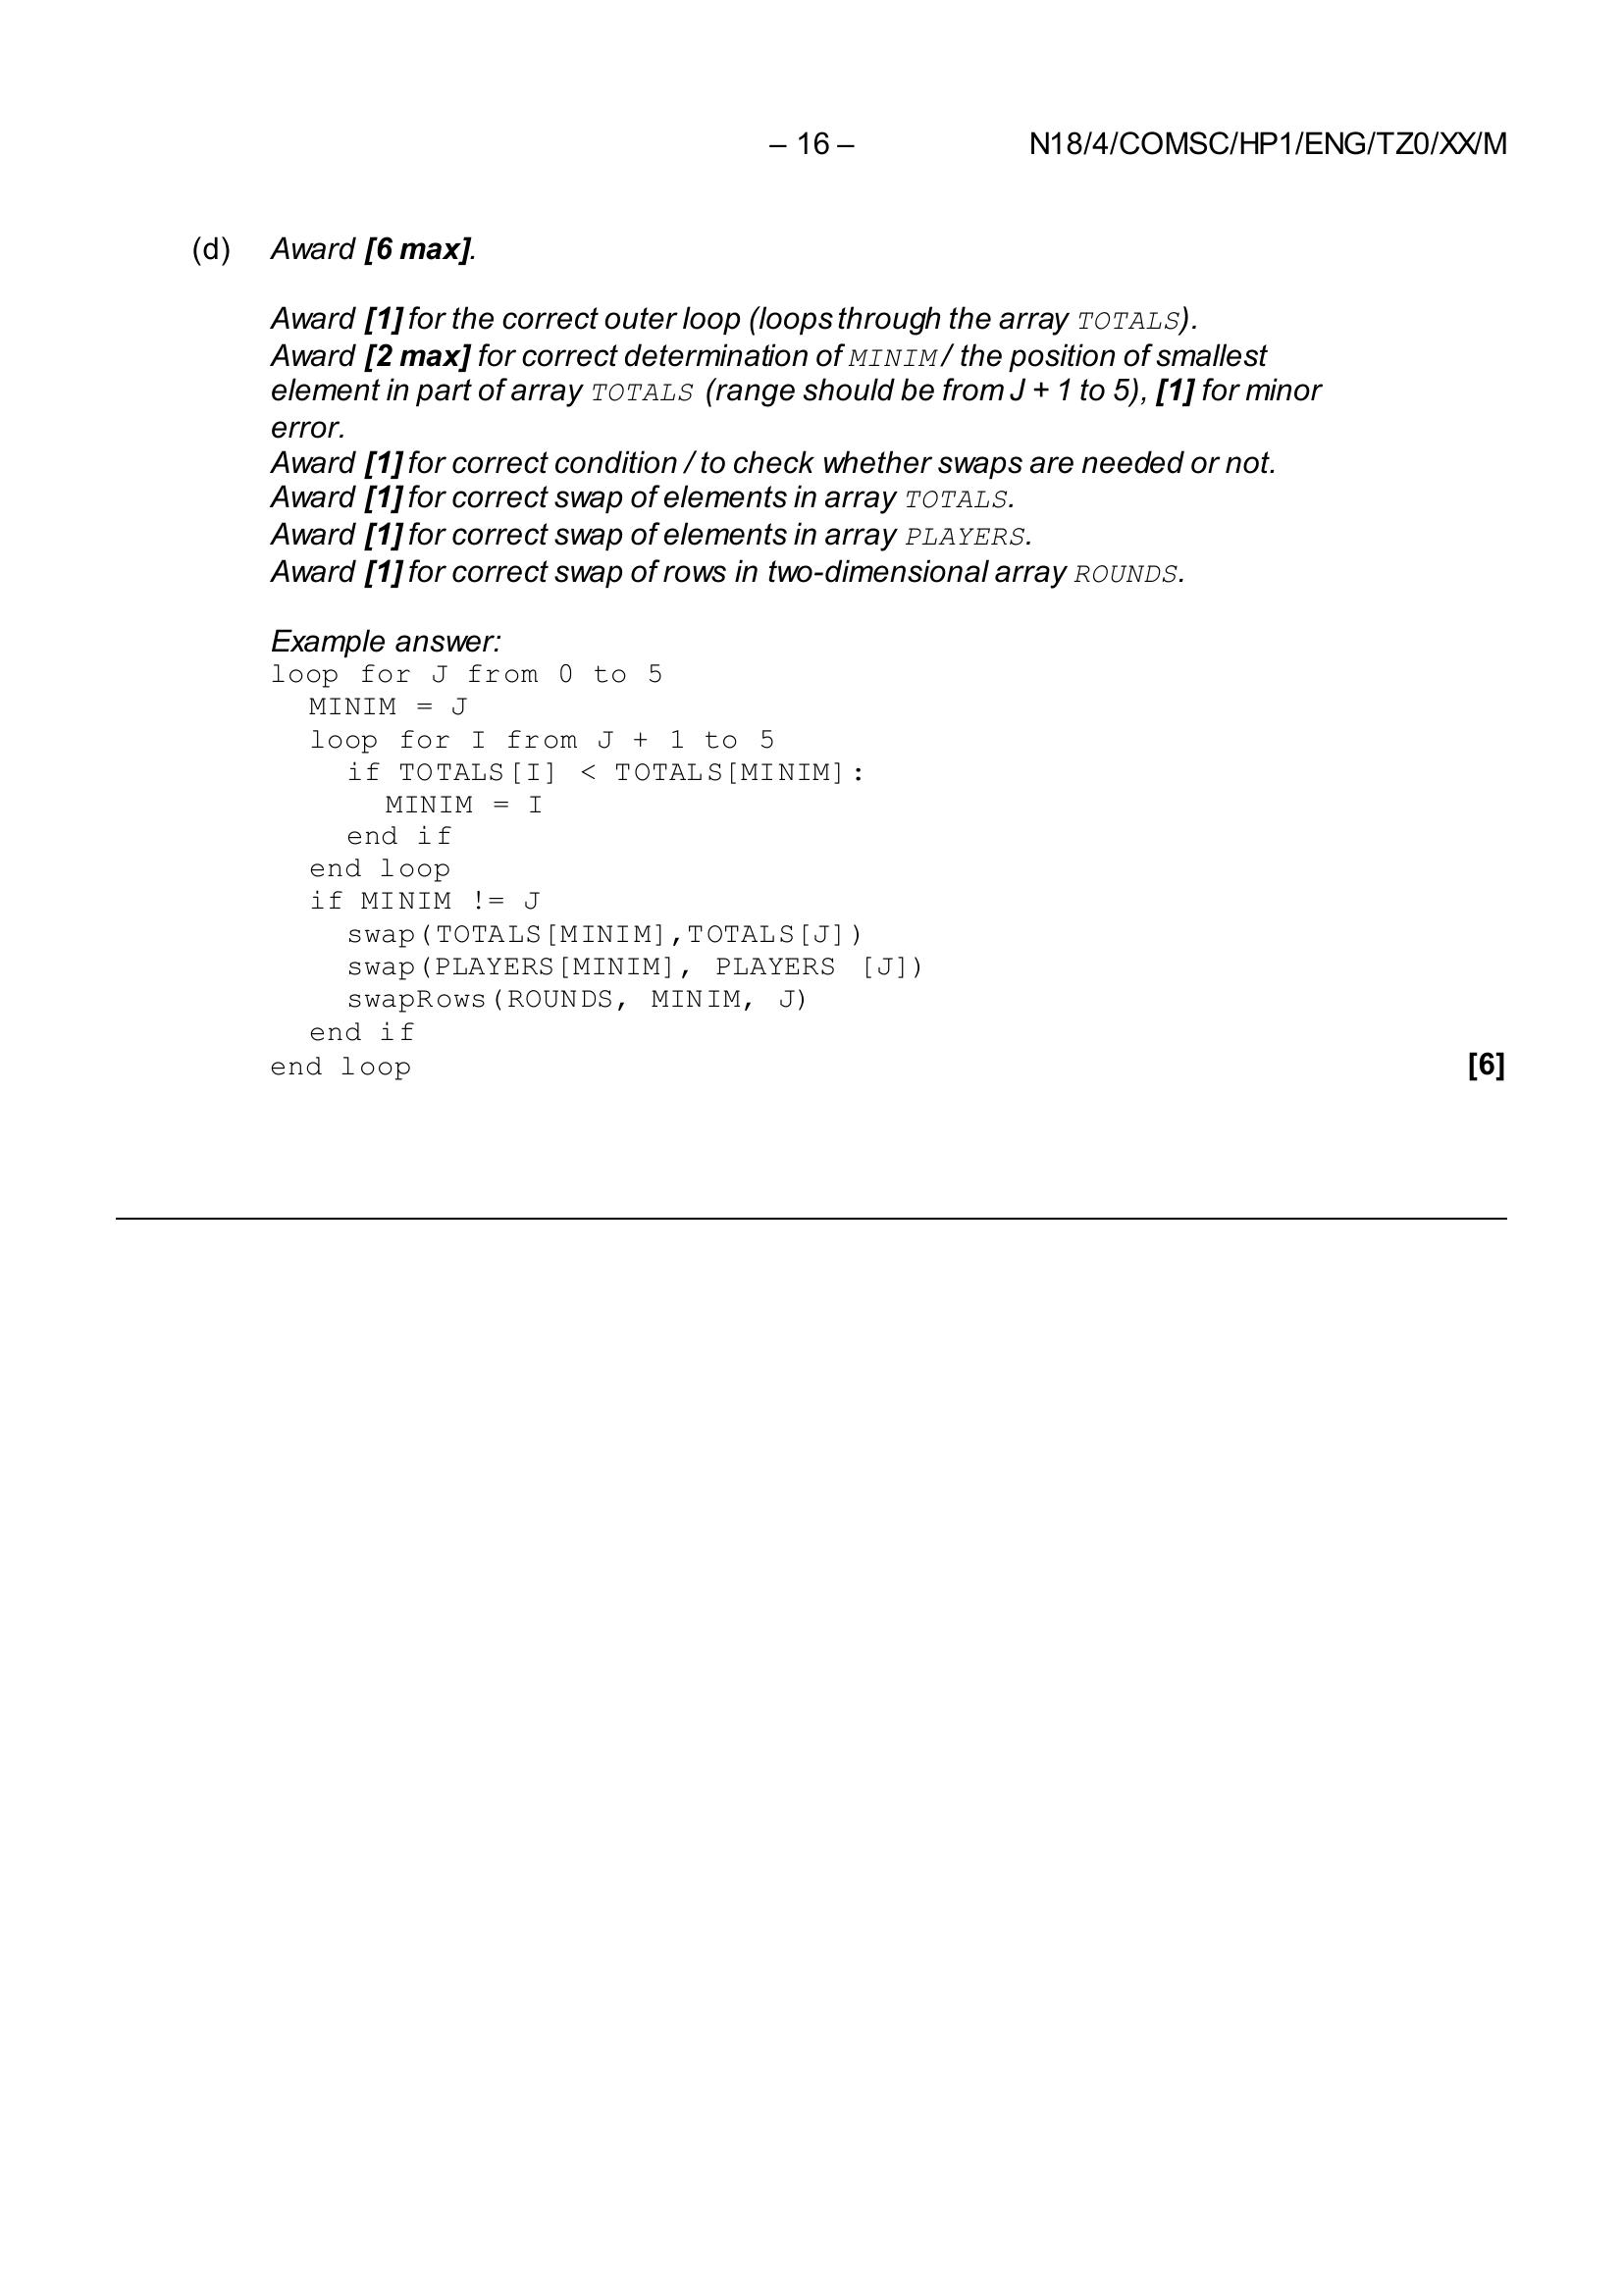 – 16 – N18/4/COMSC/HP1/ENG/TZ0/XX/M
(d) Award [6 max].
Award [1] for the correct outer loop (loops through the array TOTALS).
Award [2 max] for correct determination of MINIM / the position of smallest
element in part of array TOTALS (range should be from J + 1 to 5), [1] for minor
error.
Award [1] for correct condition / to check whether swaps are needed or not.
Award [1] for correct swap of elements in array TOTALS.
Award [1] for correct swap of elements in array PLAYERS.
Award [1] for correct swap of rows in two-dimensional array ROUNDS.
Example answer:
loop for J from 0 to 5
MINIM = J
loop for I from J + 1 to 5
if TOTALS[I] < TOTALS[MINIM]:
MINIM = I
end if
end loop
if MINIM != J
swap(TOTALS[MINIM],TOTALS[J])
swap(PLAYERS[MINIM], PLAYERS [J])
swapRows(ROUNDS, MINIM, J)
end if
end loop [6]